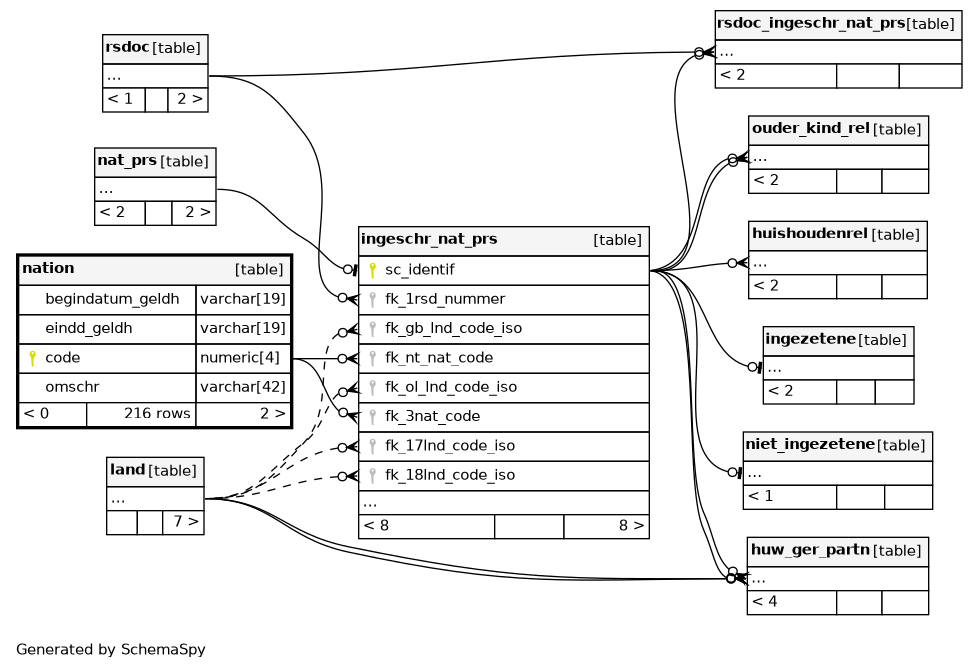 rsdoc [table]
...
< 1 2 >
nat_prs [table]
...
< 2 2 >
nation [table]
begindatum_geldh varchar[19]
eindd_geldh varchar[19]
code numeric[4]
omschr varchar[42]
< 0 216 rows 2 >
land [table]
...
7 >
ingeschr_nat_prs [table]
sc_identif
fk_1rsd_nummer
fk_gb_lnd_code_iso
fk_nt_nat_code
fk_ol_lnd_code_iso
fk_3nat_code
fk_17lnd_code_iso
fk_18lnd_code_iso
...
< 8 8 >
rsdoc_ingeschr_nat_prs [table]
...
< 2
ouder_kind_rel [table]
...
< 2
huishoudenrel [table]
...
< 2
ingezetene [table]
...
< 2
niet_ingezetene [table]
...
< 1
huw_ger_partn [table]
...
< 4
Generated by SchemaSpy